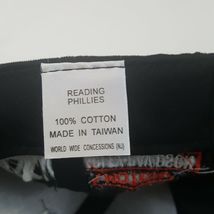 READING
PHILLIES
100% COTTON
MADE IN TAIWAN
WORLD WIDE CONCESSIONS (NJ)